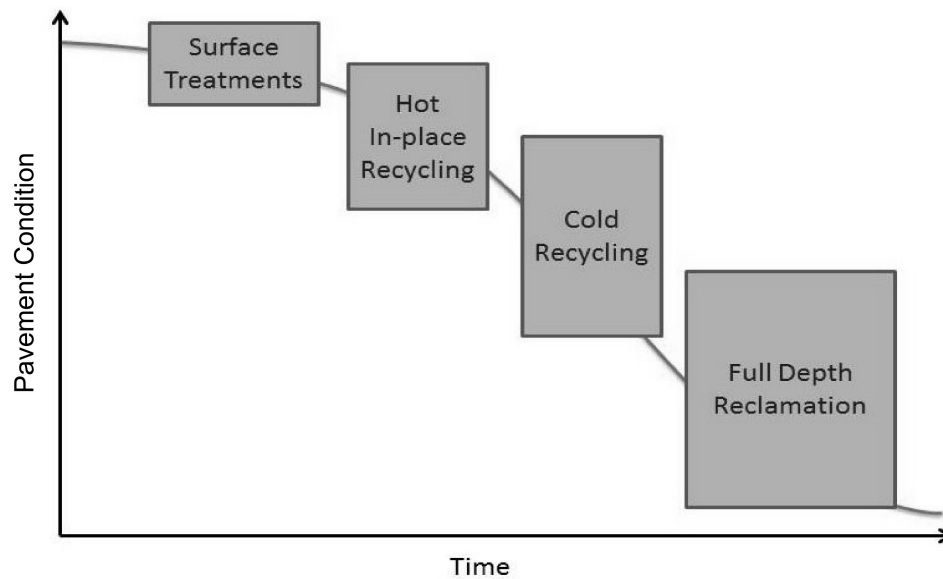 Surface
Treatments
Hot
In-place
Recycling
Cold
Recycling
Full Depth
Reclamation
Pavement Condition
Time